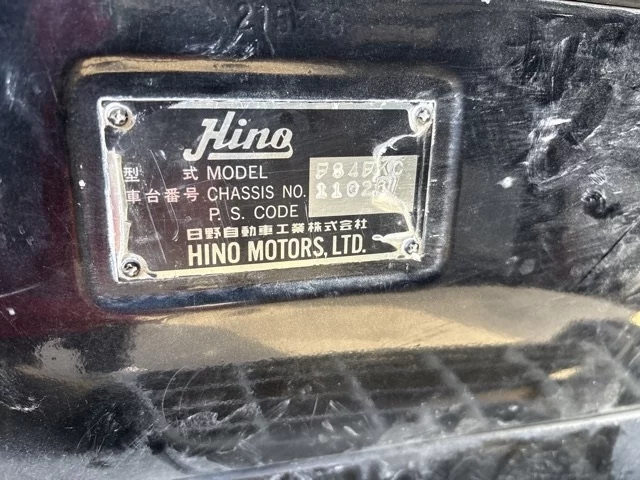 Hino
型 式 MODEL
車台番号 CHASSIS NO.
P. S. CODE
日野自動車工業株式会社
HINO MOTORS, LTD.